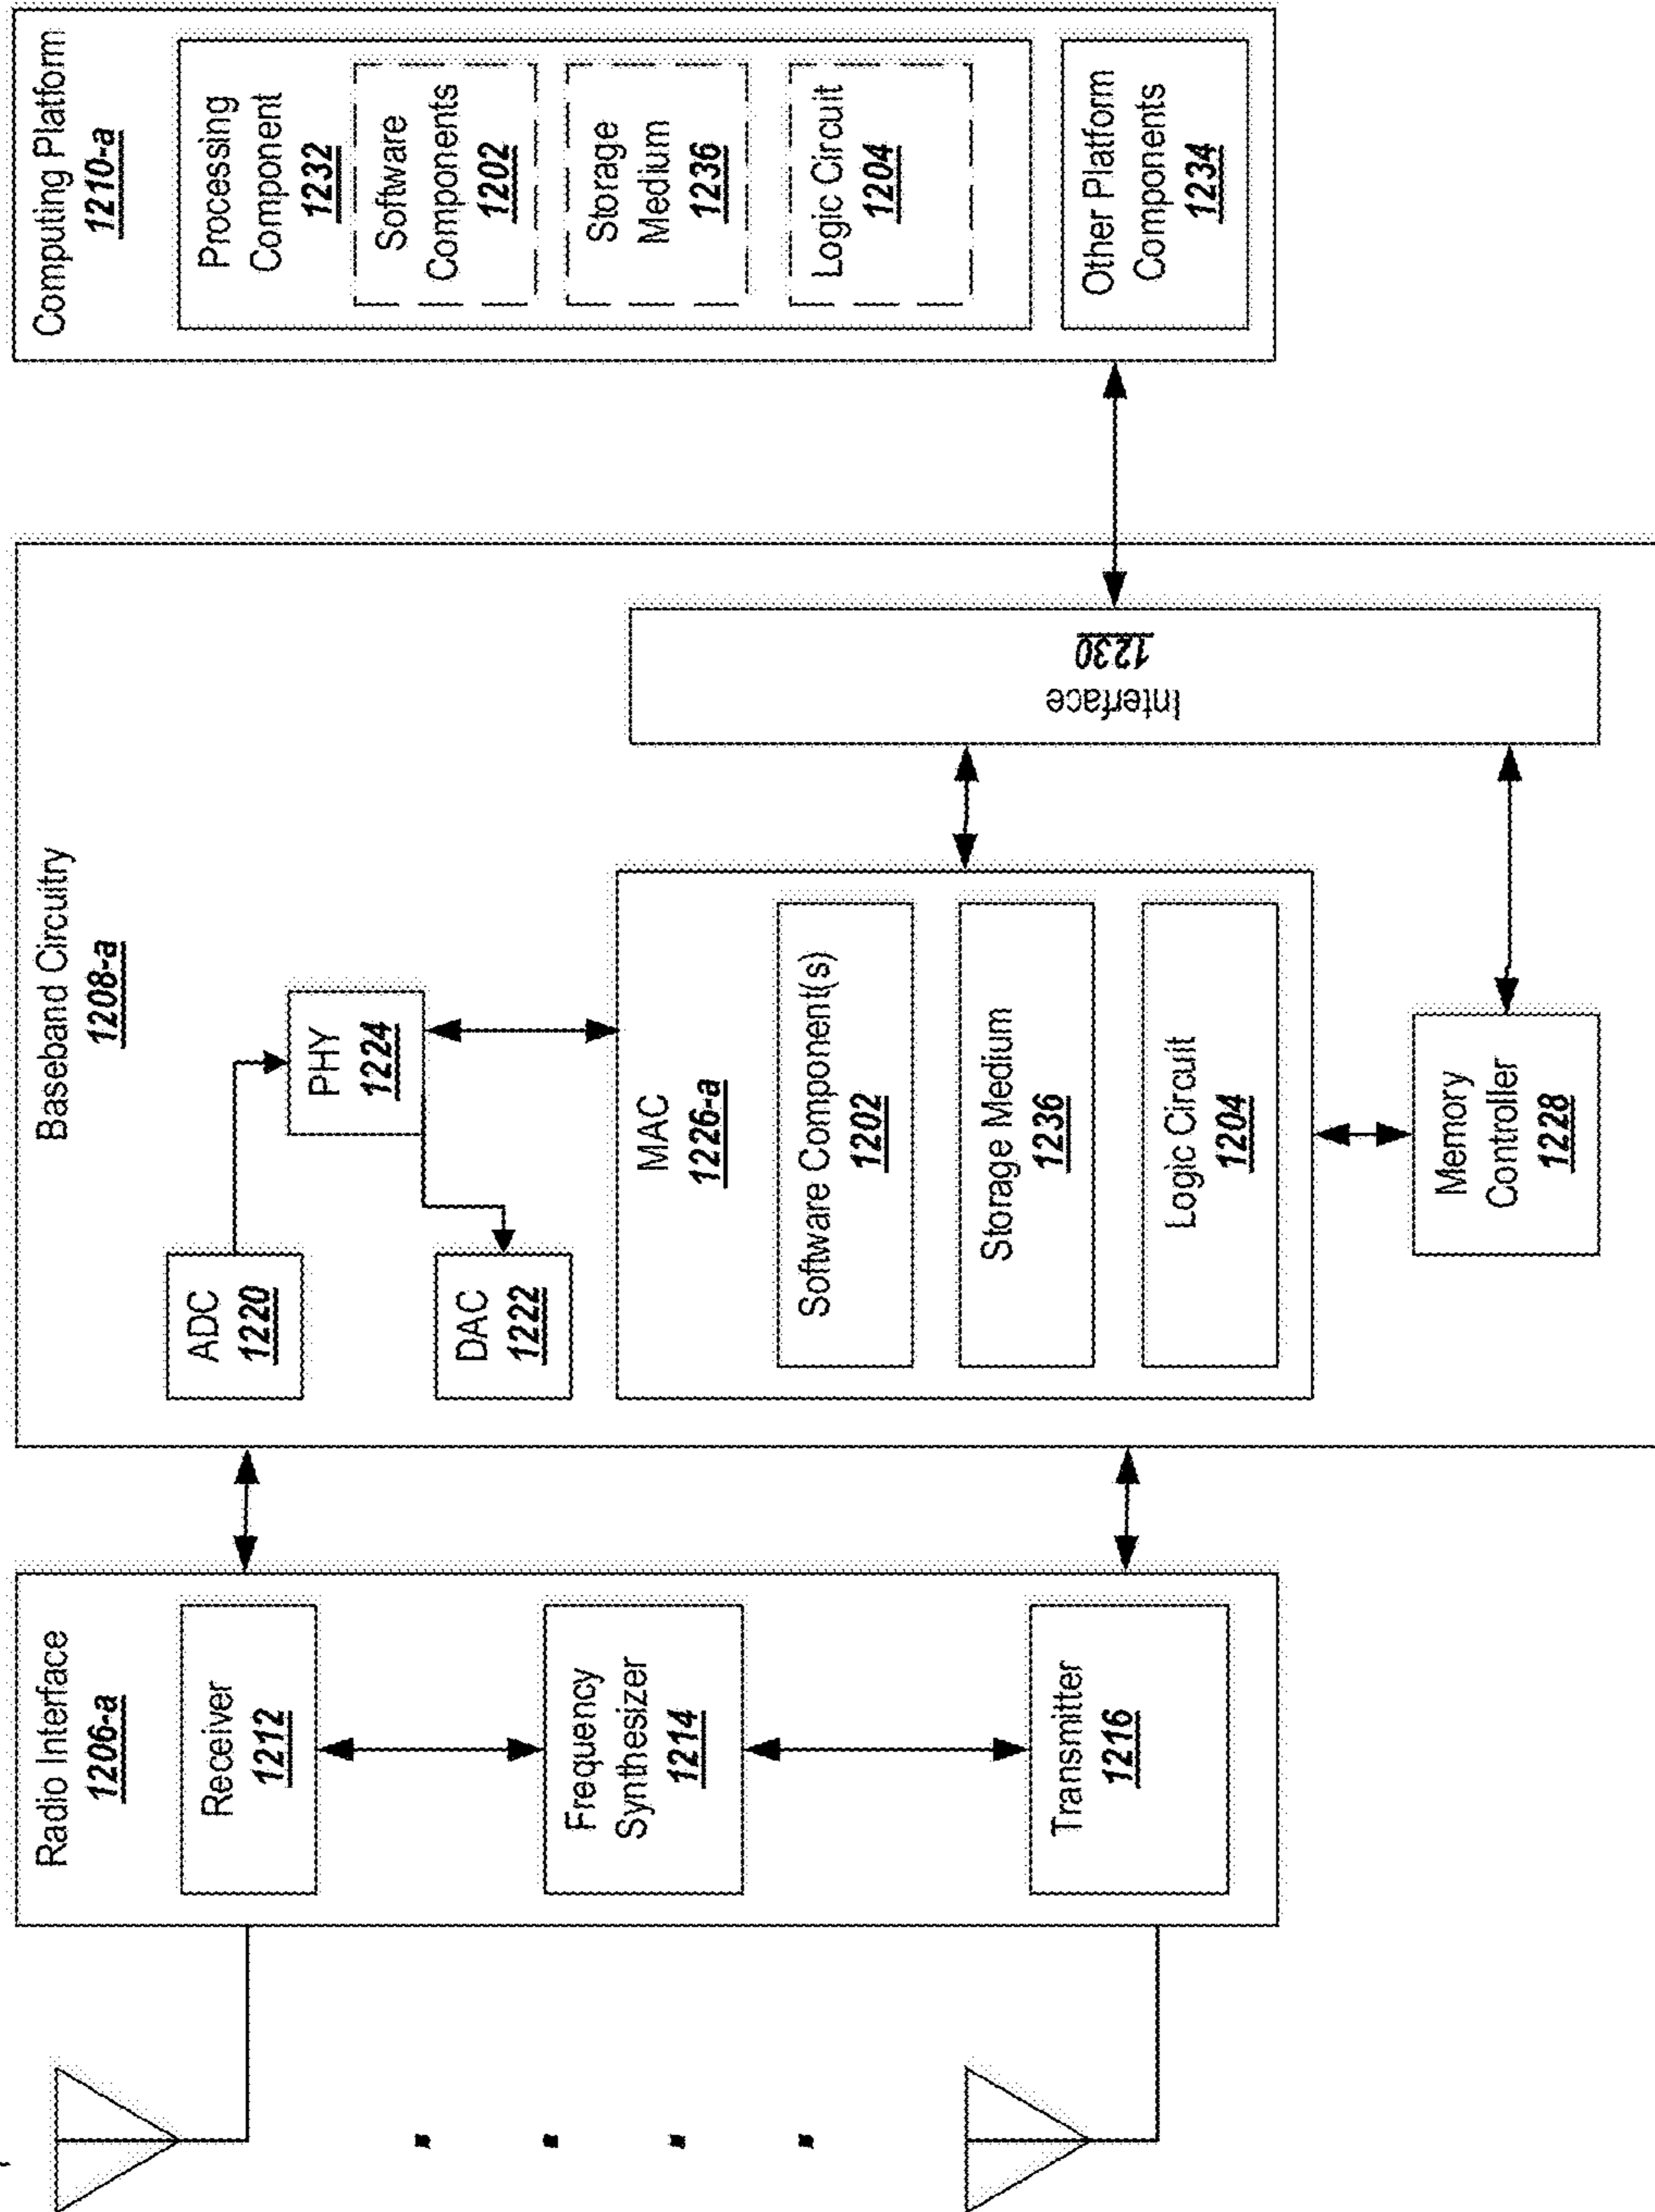 Radio Interface
1206-a
Receiver
1212
Frequency
Synthesizer
1214
Transmitter
1216
Baseband Circuitry
1208-a
ADC
1220
PHY
1224
DAC
1222
MAC
1226-a
Software Component(s)
1202
Storage Medium
1236
Logic Circuit
1204
Memory
Controller
1228
Interface
1230
Computing Platform
1210-a
Processing
Component
1232
Software
Components
1202
Storage
Medium
1236
Logic Circuit
1204
Other Platform
Components
1234